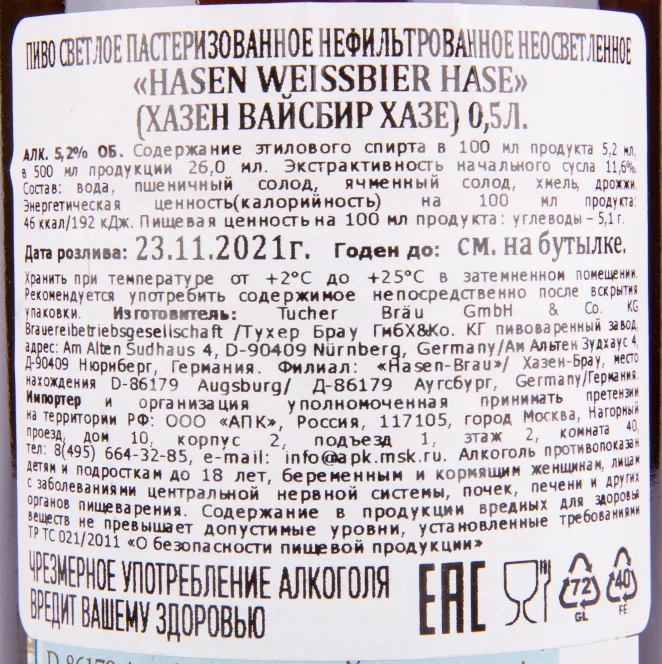 ПИВО СВЕТЛОЕ ПАСТЕРИЗОВАННОЕ НЕФИЛЬТРОВАННОЕ НЕОСВЕТЛЕННОЕ
«HASEN WEISSBIER HASE»
(ХАЗЕН ВАЙСБИР ХАЗЕ) 0,5Л.
АЛК. 5,2% ОБ. Содержание этилового спирта в 100 мл продукта 5,2 мл,
в 500 мл продукции 26,0 мл. Экстрактивность начального сусла 11,6%.
Состав: вода, пшеничный солод, ячменный солод, хмель, дрожжи.
Энергетическая ценность(калорийность) на 100 мл продукта:
46 ккал/192 кДж. Пищевая ценность на 100 мл продукта: углеводы – 5,1 г.
Дата розлива: 23.11.2021г. Годен до: см. на бутылке.
Хранить при температуре от +2°С до +25°С в затемненном помещении.
Рекомендуется употребить содержимое непосредственно после вскрытия
упаковки. Изготовитель: Tucher Bräu GmbH & Co. KG
Brauereibetriebsgesellschaft /Тухер Брау ГмбХ&Ко. КГ пивоваренный завод,
адрес: Am Alten Sudhaus 4, D-90409 Nürnberg, Germany/Ам Альтен Зудхаус 4,
Д-90409 Нюрнберг, Германия. Филиал: «Hasen-Brau»/ Хазен-Брау, место
нахождения D-86179 Augsburg/ Д-86179 Аугсбург, Germany/Германия.
Импортер и организация уполномоченная принимать претензии
на территории РФ: ООО «АПК», Россия, 117105, город Москва, Нагорный
проезд, дом 10, корпус 2, подъезд 1, этаж 2, комната 40,
тел: 8(495) 664-32-85, e-mail: info@apk.msk.ru. Алкоголь противопоказан
детям и подросткам до 18 лет, беременным и кормящим женщинам, лицам
с заболеваниями центральной нервной системы, почек, печени и других
органов пищеварения. Содержание в продукции вредных для здоровья
веществ не превышает допустимые уровни, установленные требованиями
ТР ТС 021/2011 «О безопасности пищевой продукции»
ЧРЕЗМЕРНОЕ УПОТРЕБЛЕНИЕ АЛКОГОЛЯ
ВРЕДИТ ВАШЕМУ ЗДОРОВЬЮ
ЕАС
72
GL
40
FE